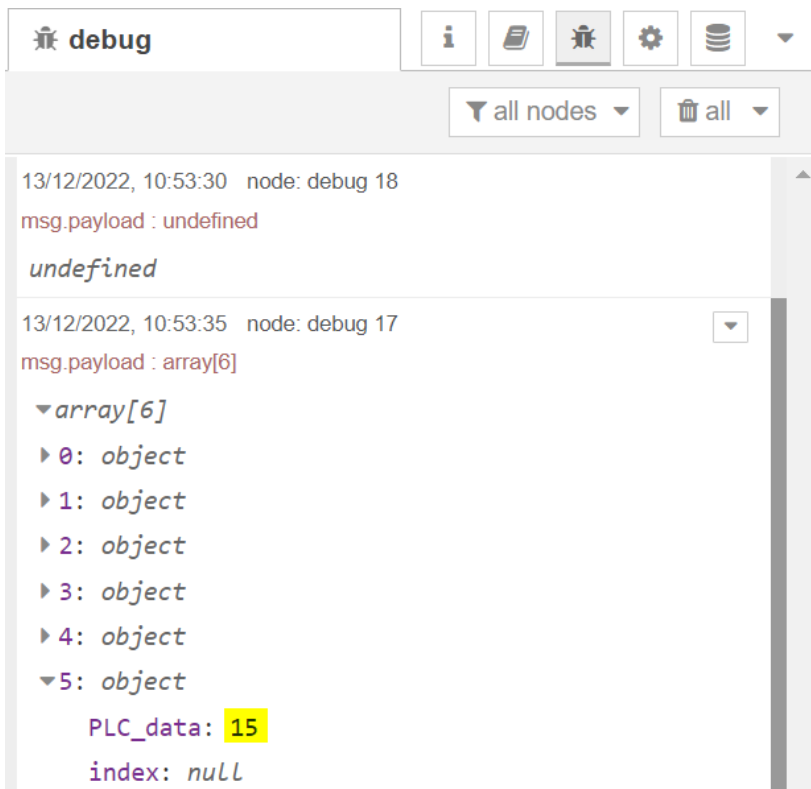 debug
all nodes
all
13/12/2022, 10:53:30 node: debug 18
msg.payload : undefined
undefined
13/12/2022, 10:53:35 node: debug 17
msg.payload : array[6]
array[6]
0: object
1: object
2: object
3: object
4: object
5: object
PLC_data: 15
index: null